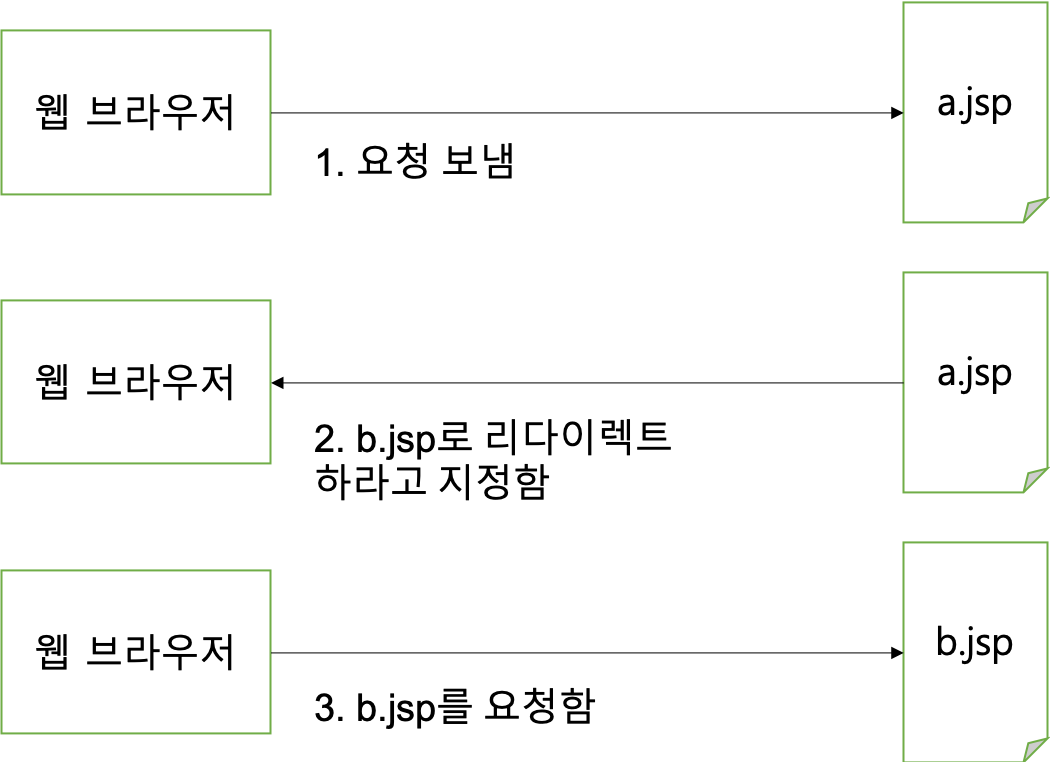 웹 브라우저
a.jsp
1. 요청 보냄
웹 브라우저
a.jsp
2. b.jsp로 리다이렉트
하라고 지정함
웹 브라우저
b.jsp
3. b.jsp를 요청함